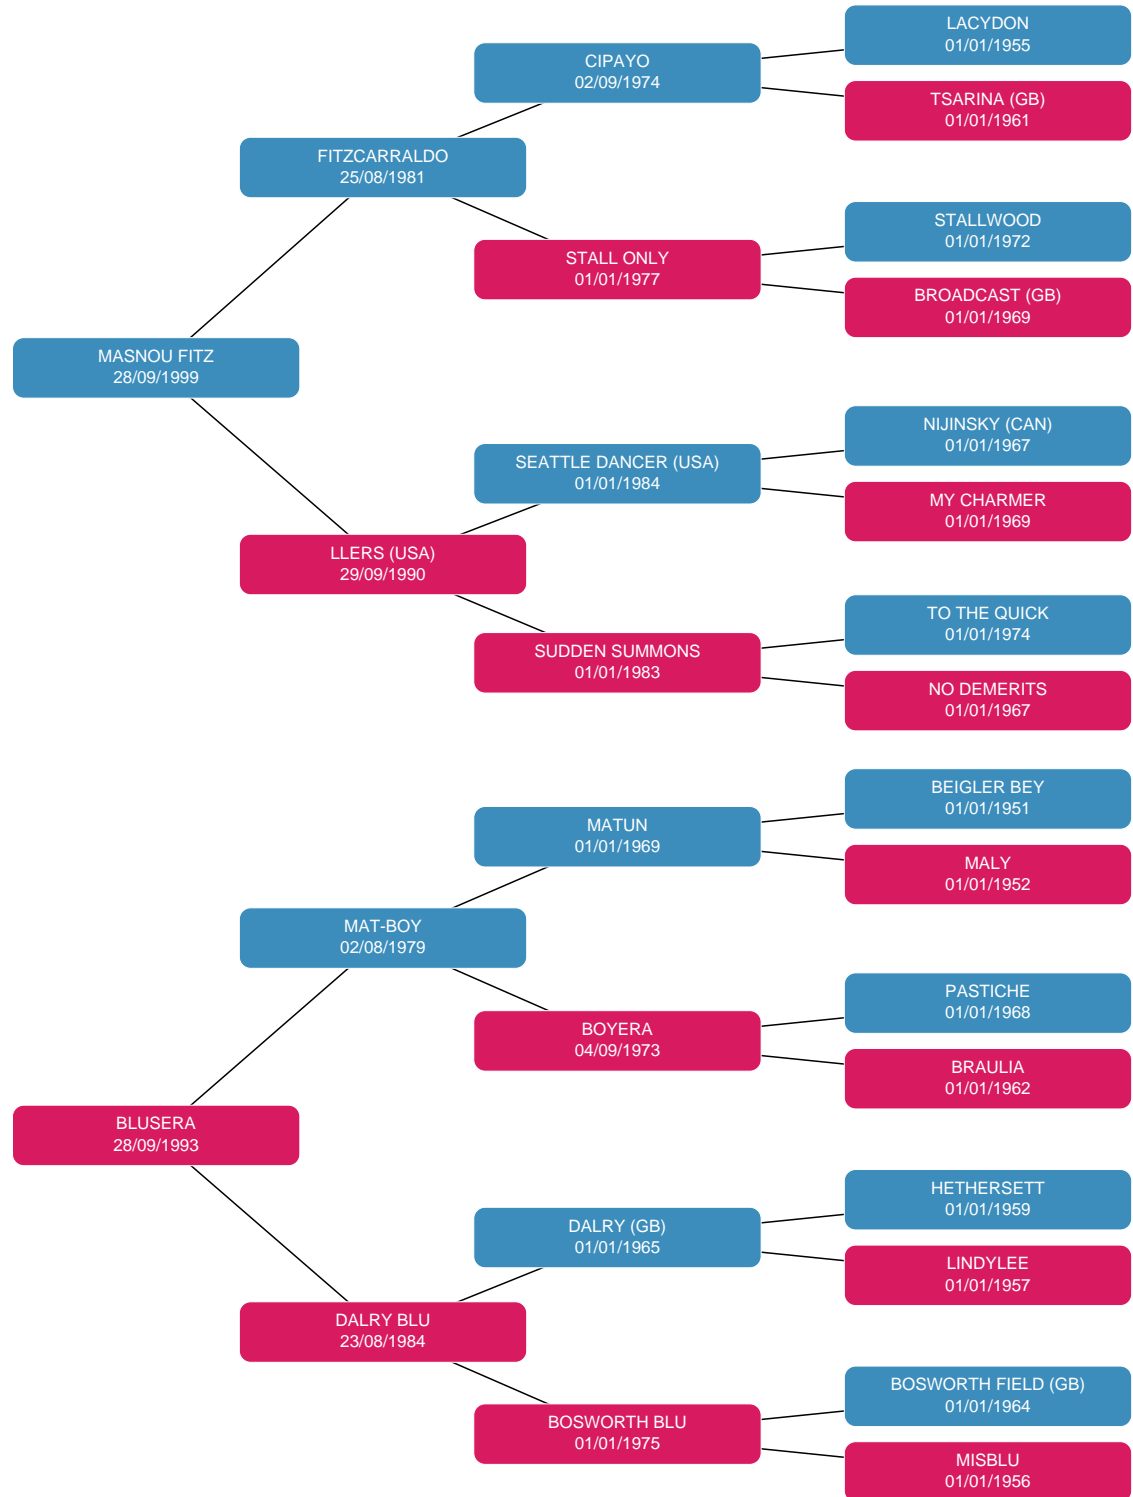 LACYDON
01/01/1955
CIPAYO
02/09/1974
TSARINA (GB)
01/01/1961
FITZCARRALDO
25/08/1981
STALLWOOD
01/01/1972
STALL ONLY
01/01/1977
BROADCAST (GB)
01/01/1969
MASNOU FITZ
28/09/1999
NIJINSKY (CAN)
01/01/1967
SEATTLE DANCER (USA)
01/01/1984
MY CHARMER
01/01/1969
LLERS (USA)
29/09/1990
TO THE QUICK
01/01/1974
SUDDEN SUMMONS
01/01/1983
NO DEMERITS
01/01/1967
BEIGLER BEY
01/01/1951
MATUN
01/01/1969
MALY
01/01/1952
MAT-BOY
02/08/1979
PASTICHE
01/01/1968
BOYERA
04/09/1973
BRAULIA
01/01/1962
BLUSERA
28/09/1993
HETHERSETT
01/01/1959
DALRY (GB)
01/01/1965
LINDYLEE
01/01/1957
DALRY BLU
23/08/1984
BOSWORTH FIELD (GB)
01/01/1964
BOSWORTH BLU
01/01/1975
MISBLU
01/01/1956